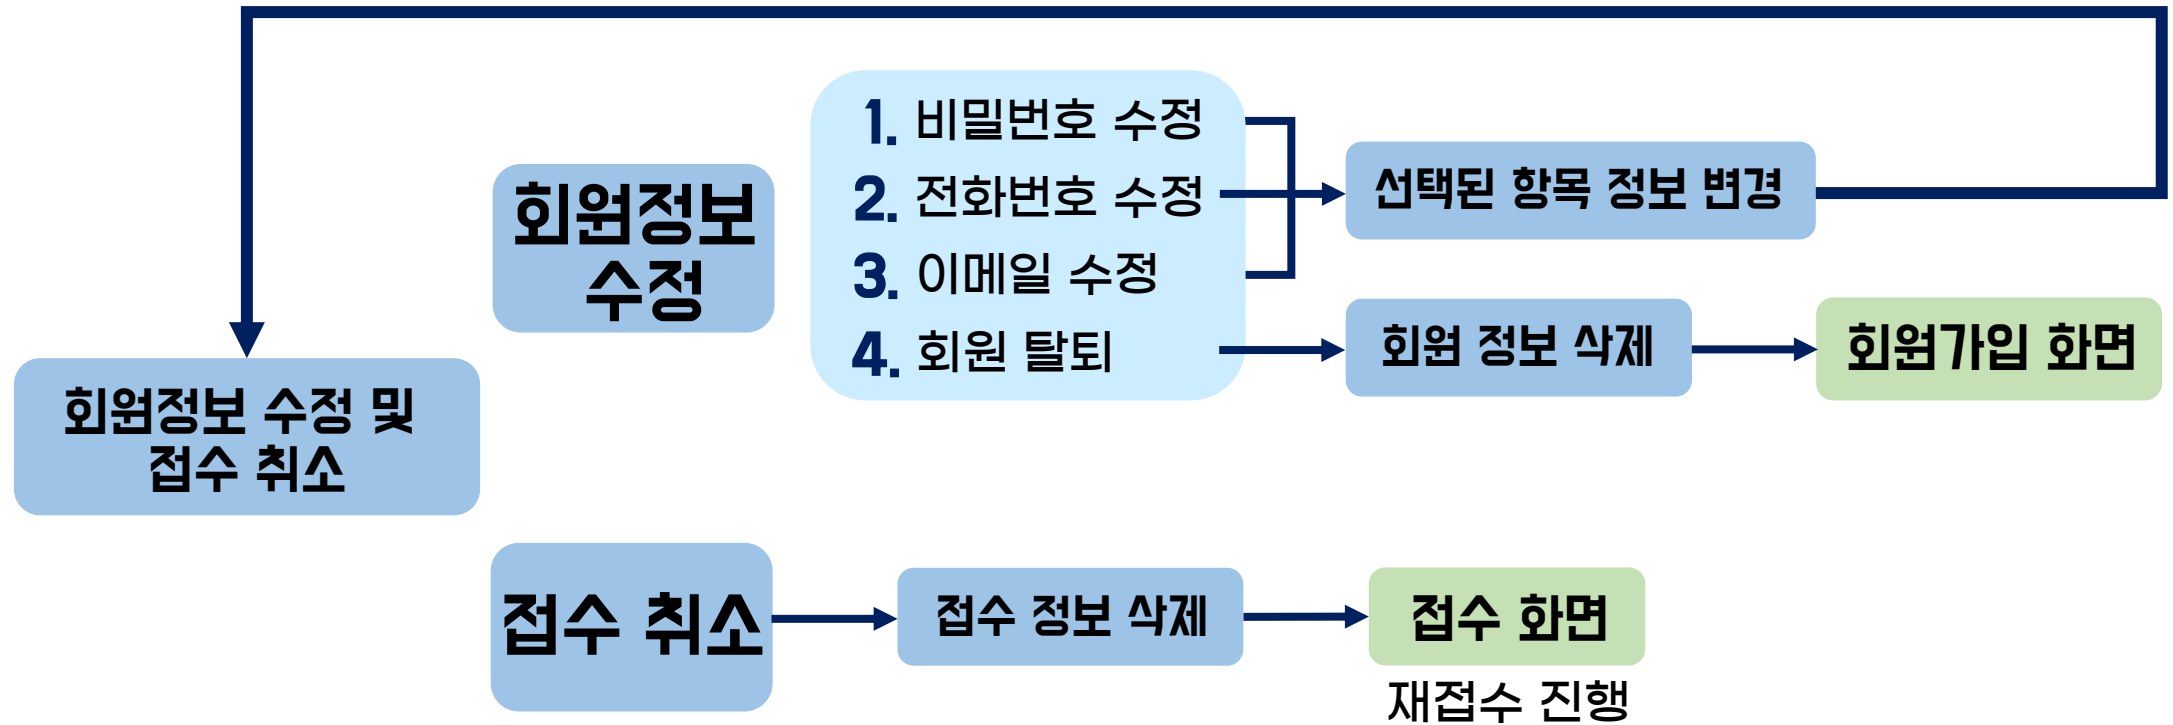 회원정보 수정 및
접수 취소
회원정보
수정
1. 비밀번호 수정
2. 전화번호 수정
3. 이메일 수정
4. 회원 탈퇴
선택된 항목 정보 변경
회원 정보 삭제
회원가입 화면
접수 취소
접수 정보 삭제
접수 화면
재접수 진행